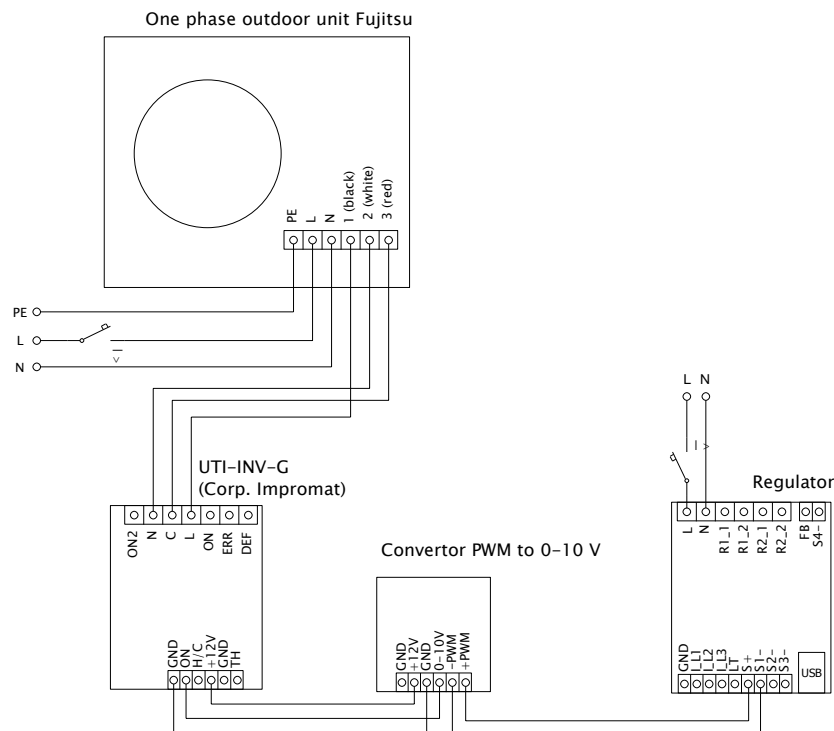 One phase outdoor unit Fujitsu
PE
L
N
1 (black)
2 (white)
3 (red)
PE
L
N
L N
UTI-INV-G
(Corp. Impromat)
Regulator
ON2
N
C
L
ON
ERR
DEF
L
N
R1_1
R1_2
R2_1
R2_2
FB
S4-
Convertor PWM to 0-10 V
GND
ON
H/C
+12V
GND
TH
GND
+12V
GND
0-10V
-PWM
+PWM
GND
I_L1
I_L2
I_L3
I_T
S+
S1-
S2-
S3-
USB